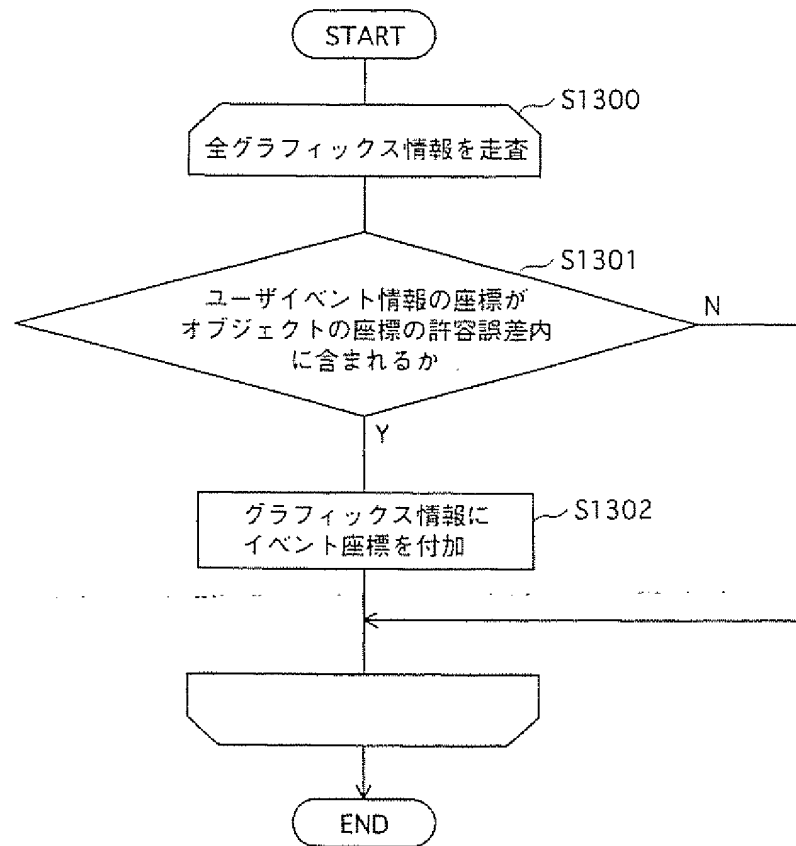 START
S1300
全グラフィックス情報を走査
S1301
ユーザイベント情報の座標が
オブジェクトの座標の許容誤差内
に含まれるか
N
Y
グラフィックス情報に
イベント座標を付加
S1302
END